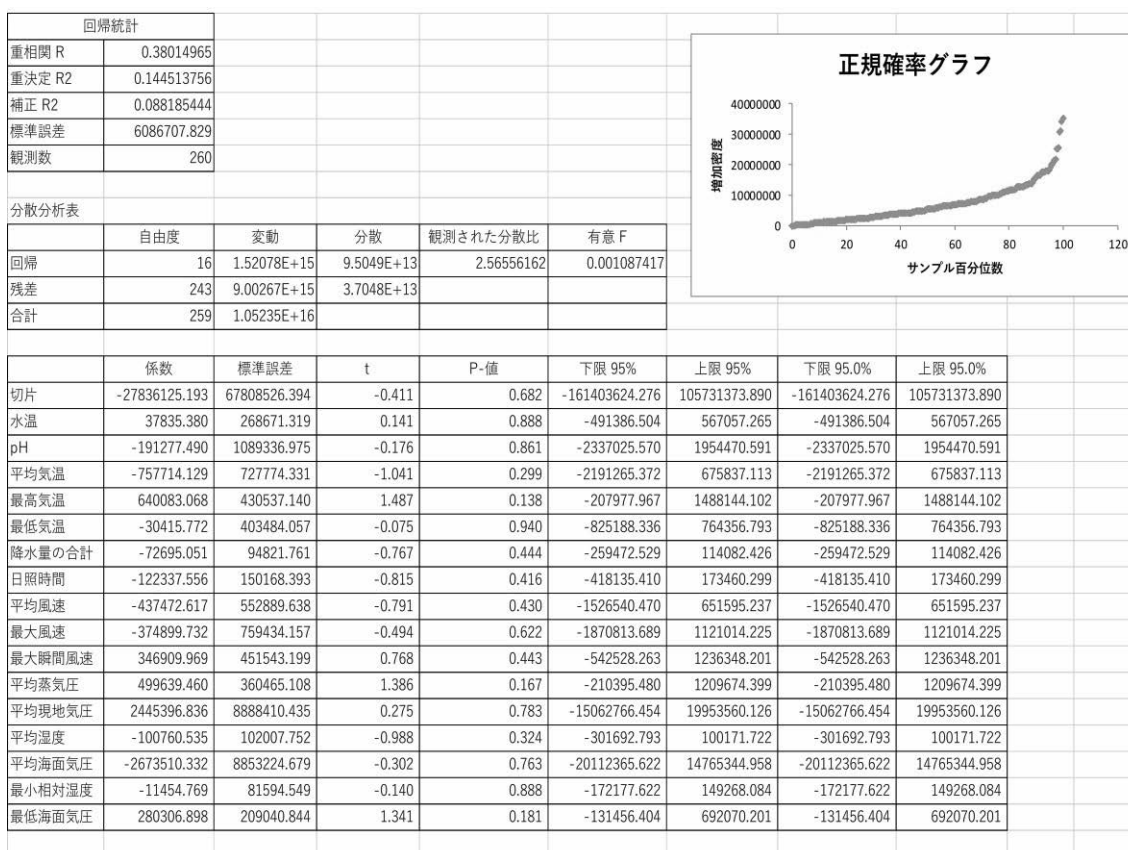 回帰統計
重相関 R 0.38014965
重決定 R2 0.144513756
補正 R2 0.088185444
標準誤差 6086707.829
観測数 260
正規確率グラフ
増加密度
40000000
30000000
20000000
10000000
0
0 20 40 60 80 100 120
サンプル百分位数
分散分析表
自由度 変動 分散 観測された分散比 有意 F
回帰 16 1.52078E+15 9.5049E+13 2.56556162 0.001087417
残差 243 9.00267E+15 3.7048E+13
合計 259 1.05235E+16
係数 標準誤差 t P-値 下限 95% 上限 95% 下限 95.0% 上限 95.0%
切片 -27836125.193 67808526.394 -0.411 0.682 -161403624.276 105731373.890 -161403624.276 105731373.890
水温 37835.380 268671.319 0.141 0.888 -491386.504 567057.265 -491386.504 567057.265
pH -191277.490 1089336.975 -0.176 0.861 -2337025.570 1954470.591 -2337025.570 1954470.591
平均気温 -757714.129 727774.331 -1.041 0.299 -2191265.372 675837.113 -2191265.372 675837.113
最高気温 640083.068 430537.140 1.487 0.138 -207977.967 1488144.102 -207977.967 1488144.102
最低気温 -30415.772 403484.057 -0.075 0.940 -825188.336 764356.793 -825188.336 764356.793
降水量の合計 -72695.051 94821.761 -0.767 0.444 -259472.529 114082.426 -259472.529 114082.426
日照時間 -122337.556 150168.393 -0.815 0.416 -418135.410 173460.299 -418135.410 173460.299
平均風速 -437472.617 552889.638 -0.791 0.430 -1526540.470 651595.237 -1526540.470 651595.237
最大風速 -374899.732 759434.157 -0.494 0.622 -1870813.689 1121014.225 -1870813.689 1121014.225
最大瞬間風速 346909.969 451543.199 0.768 0.443 -542528.263 1236348.201 -542528.263 1236348.201
平均蒸気圧 499639.460 360465.108 1.386 0.167 -210395.480 1209674.399 -210395.480 1209674.399
平均現地気圧 2445396.836 8888410.435 0.275 0.783 -15062766.454 19953560.126 -15062766.454 19953560.126
平均湿度 -100760.535 102007.752 -0.988 0.324 -301692.793 100171.722 -301692.793 100171.722
平均海面気圧 -2673510.332 8853224.679 -0.302 0.763 -20112365.622 14765344.958 -20112365.622 14765344.958
最小相対湿度 -11454.769 81594.549 -0.140 0.888 -172177.622 149268.084 -172177.622 149268.084
最低海面気圧 280306.898 209040.844 1.341 0.181 -131456.404 692070.201 -131456.404 692070.201